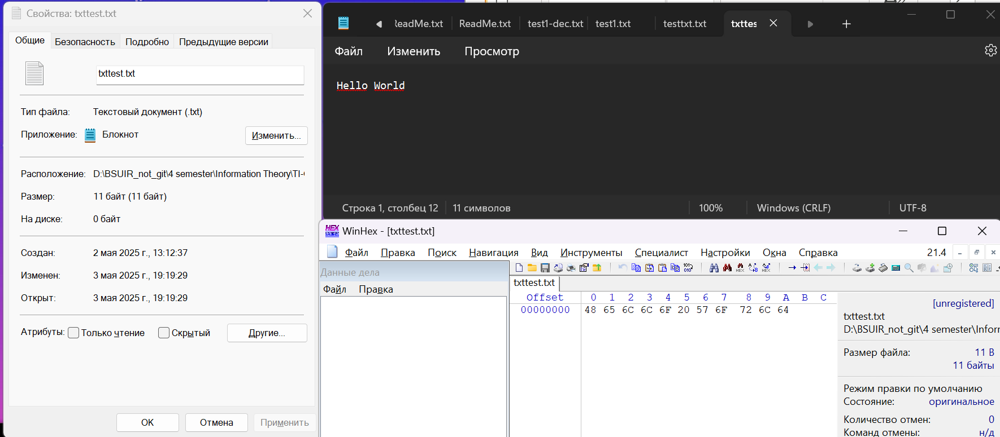 Свойства: txttest.txt
Общие Безопасность Подробно Предыдущие версии
txttest.txt
Тип файла: Текстовый документ (.txt)
Приложение: Блокнот Изменить...
Расположение: D:\BSUIR_not_git\4 semester\Information Theory\TI-
Размер: 11 байт (11 байт)
На диске: 0 байт
Создан: 2 мая 2025 г., 13:12:37
Изменен: 3 мая 2025 г., 19:19:29
Открыт: 3 мая 2025 г., 19:19:29
Атрибуты: Только чтение Скрытый Другие...
OK Отмена Применить
ReadMe.txt ReadMe.txt test1-dec.txt test1.txt testtxt.txt txttes
Файл Изменить Просмотр
Hello World
Строка 1, столбец 12 11 символов 100% Windows (CRLF) UTF-8
WinHex - [txttest.txt]
Файл Правка Поиск Навигация Вид Инструменты Специалист Настройки Окна Справка 21.4
Данные дела
Файл Правка
txttest.txt
Offset 0 1 2 3 4 5 6 7 8 9 A B C
00000000 48 65 6C 6C 6F 20 57 6F 72 6C 64
[unregistered]
txttest.txt
D:\BSUIR_not_git\4 semester\Infor
Размер файла: 11 B
11 байты
Режим правки по умолчанию
Состояние: оригинальное
Количество отмен: 0
Команд отмены: н/д